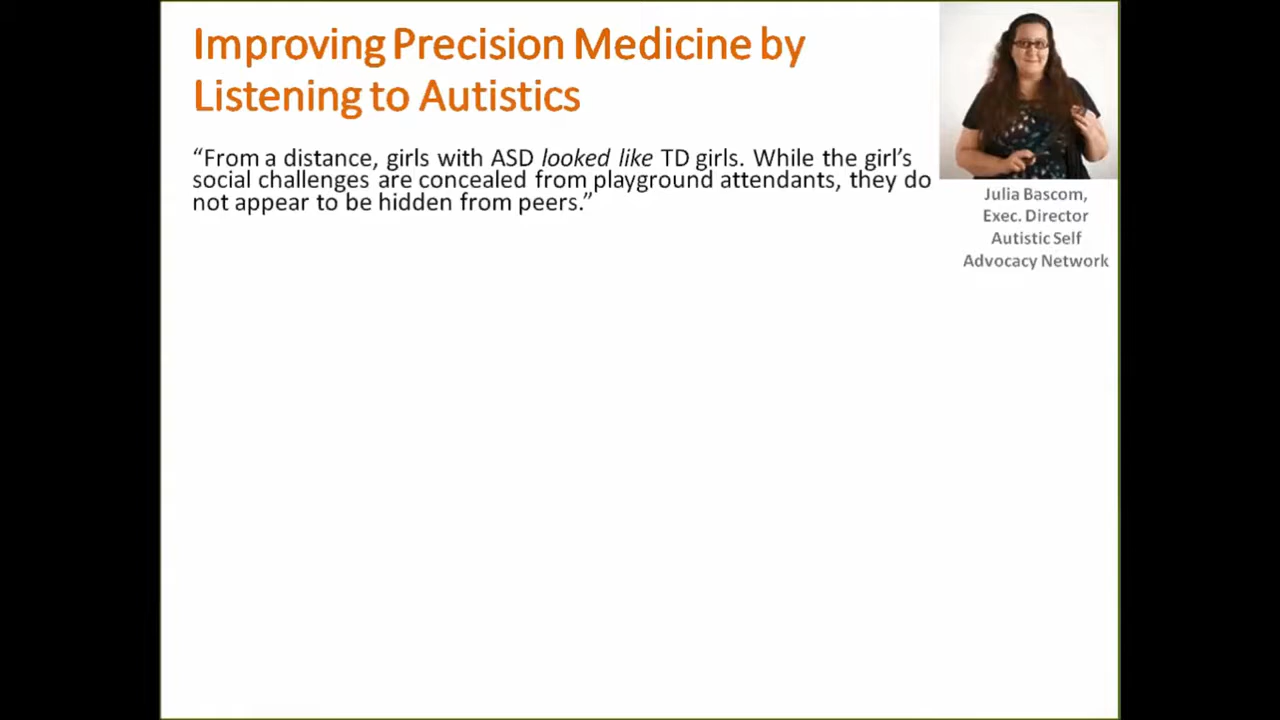 Improving Precision Medicine by
Listening to Autistics
“From a distance, girls with ASD looked like TD girls. While the girl’s
social challenges are concealed from playground attendants, they do
not appear to be hidden from peers.”
Julia Bascom,
Exec. Director
Autistic Self
Advocacy Network